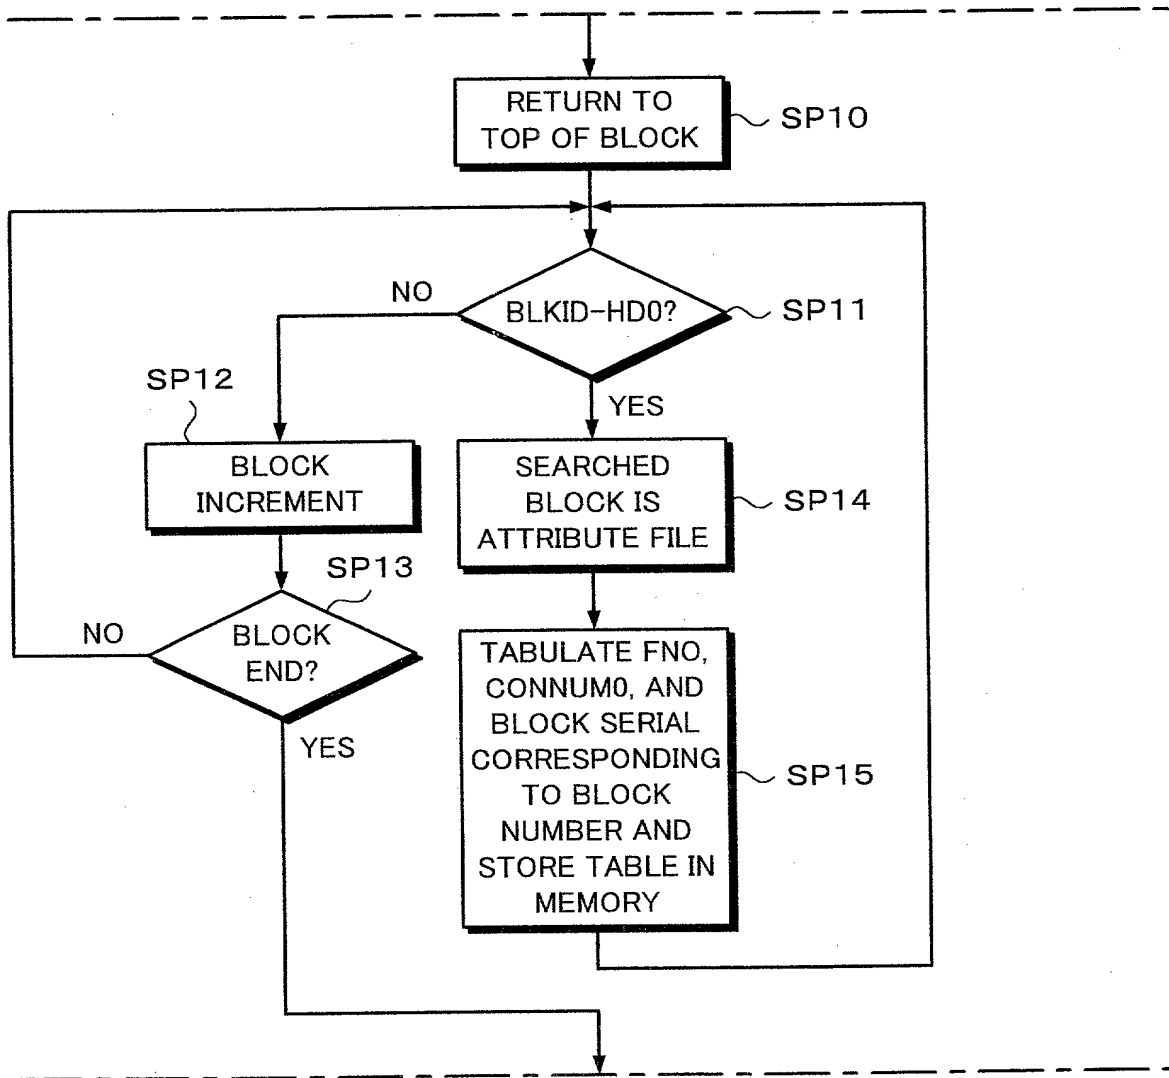 RETURN TO
TOP OF BLOCK
SP10
NO
BLKID-HD0?
SP11
SP12
YES
BLOCK
INCREMENT
SEARCHED
BLOCK IS
ATTRIBUTE FILE
SP14
SP13
NO
BLOCK
END?
YES
TABULATE FNO,
CONNUM0, AND
BLOCK SERIAL
CORRESPONDING
TO BLOCK
NUMBER AND
STORE TABLE IN
MEMORY
SP15